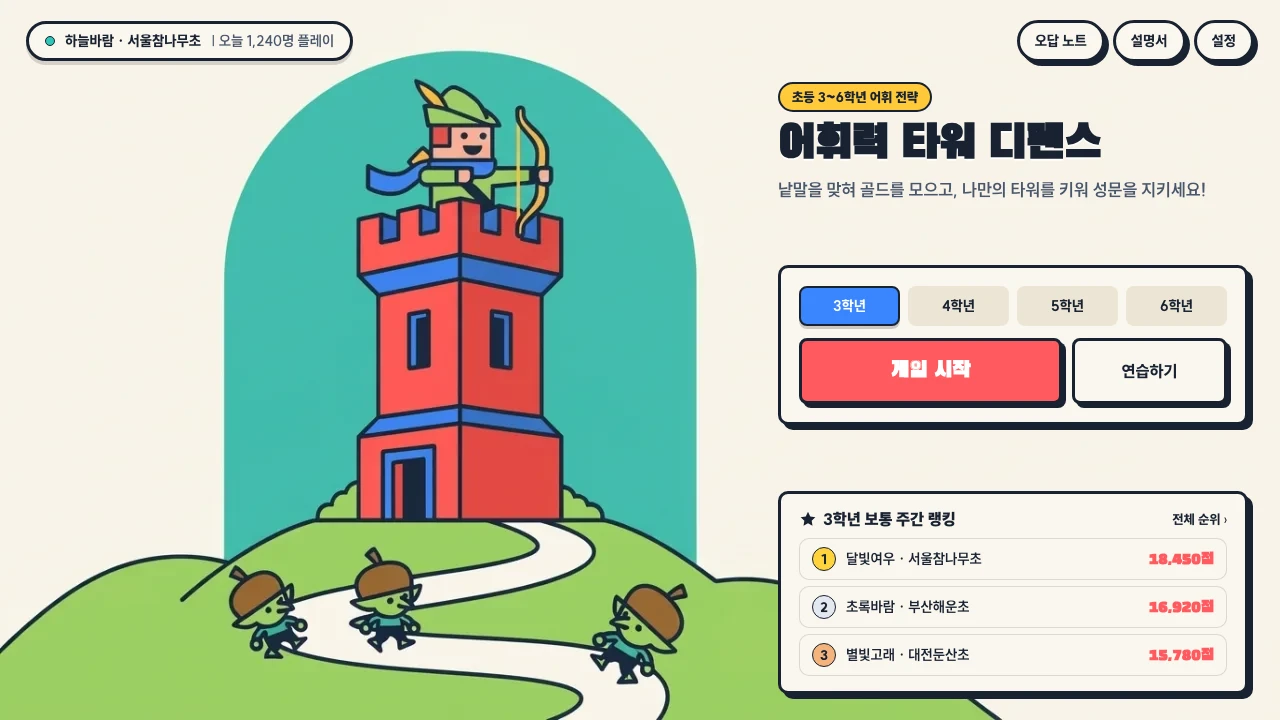 하늘바람 · 서울참나무초 | 오늘 1,240명 플레이
오답 노트
설명서
설정
초등 3~6학년 어휘 전략
어휘력 타워 디펜스
낱말을 맞혀 골드를 모으고, 나만의 타워를 키워 성문을 지키세요!
3학년
4학년
5학년
6학년
게임 시작
연습하기
★ 3학년 보통 주간 랭킹
전체 순위 ›
1 달빛여우 · 서울참나무초 18,450점
2 초록바람 · 부산해운초 16,920점
3 별빛고래 · 대전둔산초 15,780점